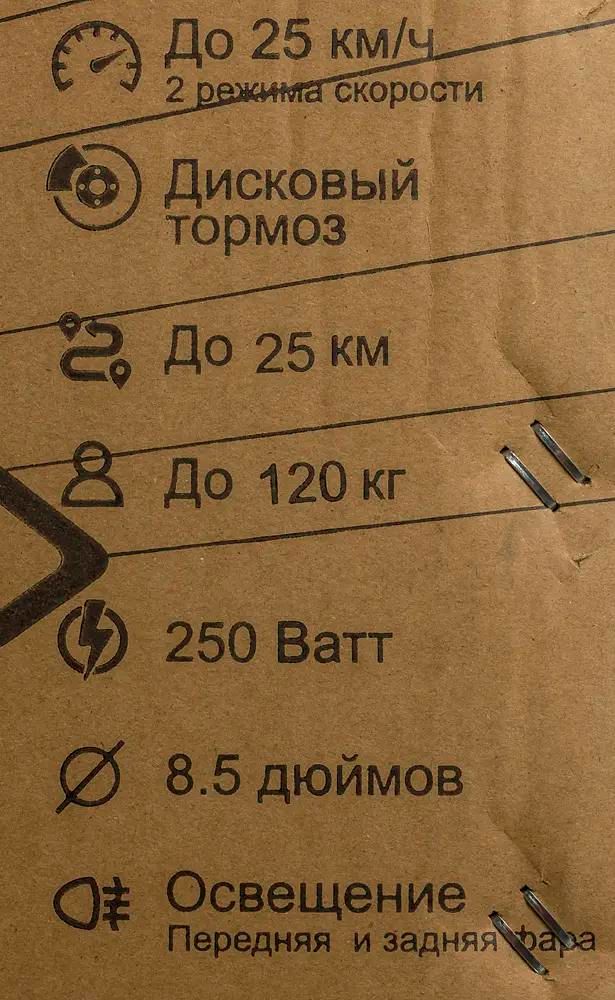 До 25 км/ч
2 режима скорости
Дисковый
тормоз
До 25 км
До 120 кг
250 Ватт
8.5 дюймов
Освещение
Передняя и задняя фара